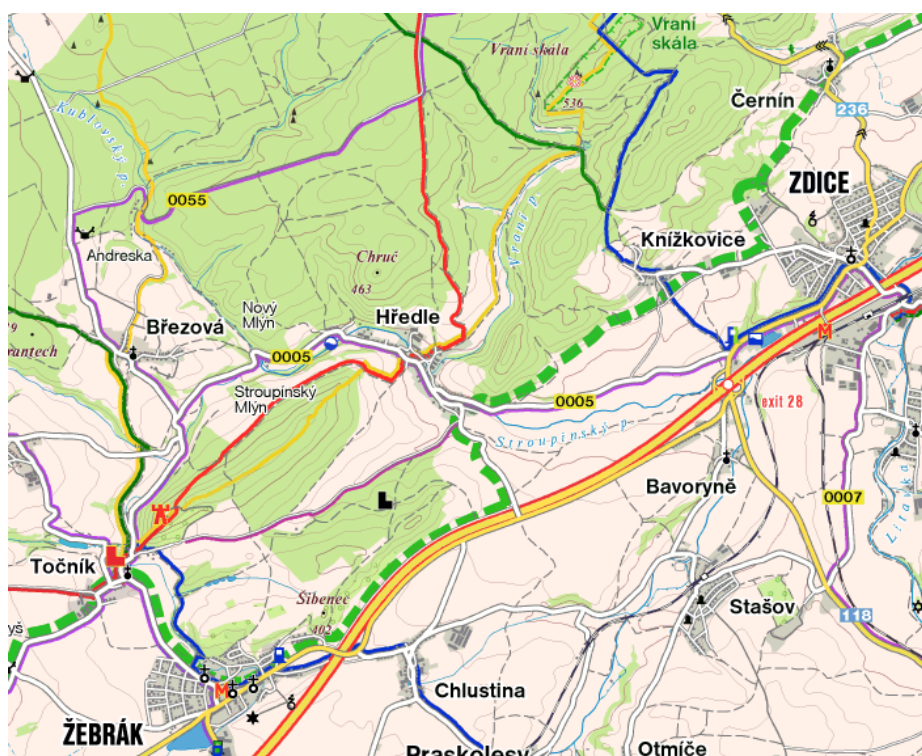 Vraní skála
Vraní
skála
536
Černín
236
Kublovský p.
0055
ZDICE
Vraní p.
Knížkovice
Andreska
Chruč
463
Nový
Mlýn
Hředle
Březová
0005
Stroupínský
Mlýn
0005
exit 28
M
Stroupínský p.
Bavoryně
0007
Litavka
Točník
Stašov
Šibenec
402
118
yš
M
Chlustina
ŽEBRÁK
Praskolesy
Otmíče